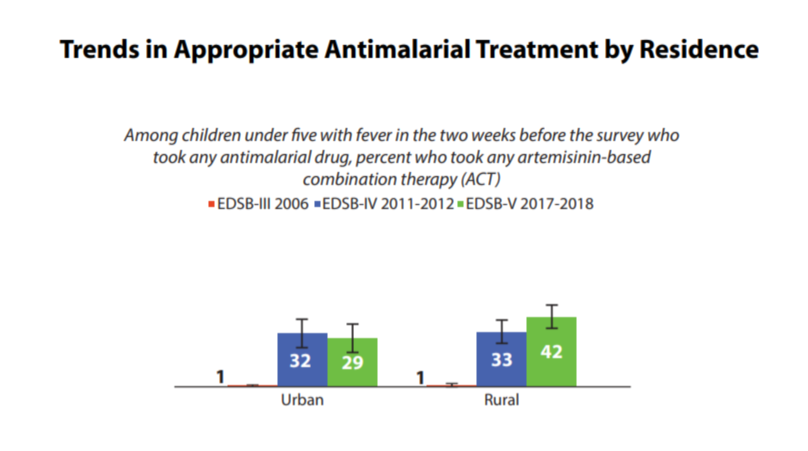 Trends in Appropriate Antimalarial Treatment by Residence
Among children under five with fever in the two weeks before the survey who
took any antimalarial drug, percent who took any artemisinin-based
combination therapy (ACT)
EDSB-III 2006 EDSB-IV 2011-2012 EDSB-V 2017-2018
1 32 29 1 33 42
Urban Rural